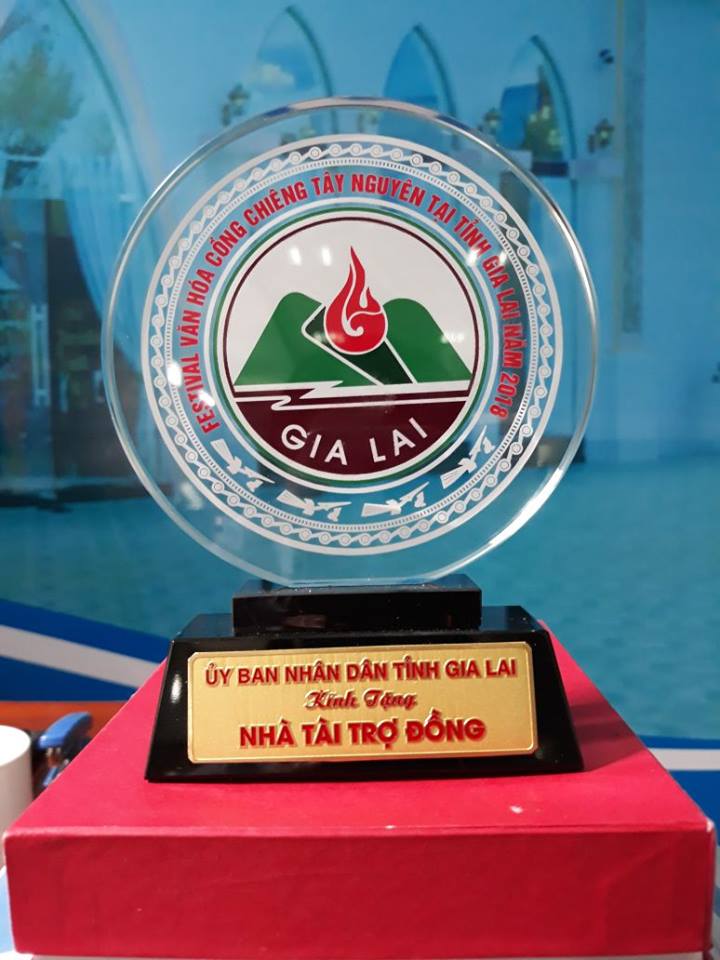 FESTIVAL VĂN HÓA CỒNG CHIÊNG TÂY NGUYÊN TẠI TỈNH GIA LAI NĂM 2018
GIA LAI
ỦY BAN NHÂN DÂN TỈNH GIA LAI
Kính Tặng
NHÀ TÀI TRỢ ĐỒNG